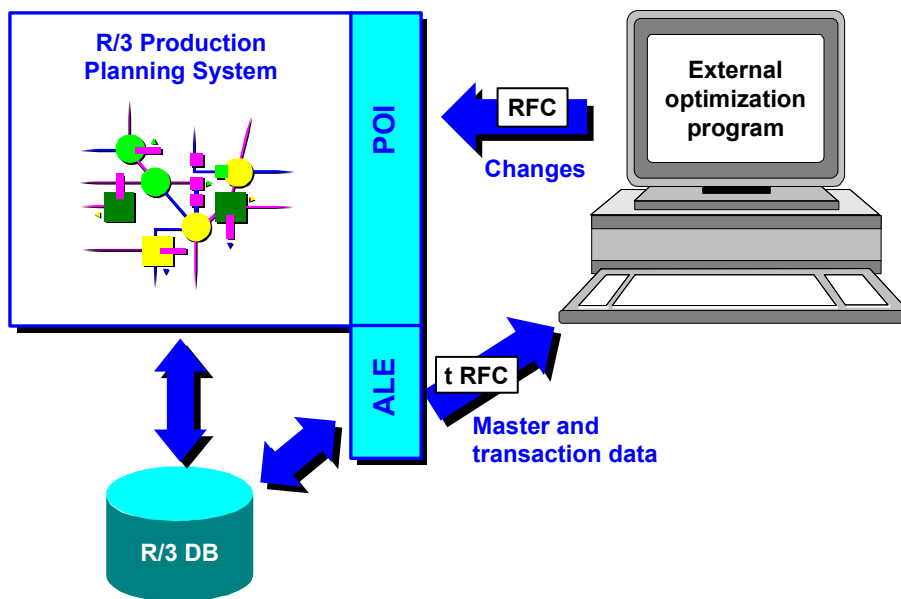 R/3 Production
Planning System
POI
RFC
Changes
External
optimization
program
ALE
t RFC
Master and
transaction data
R/3 DB